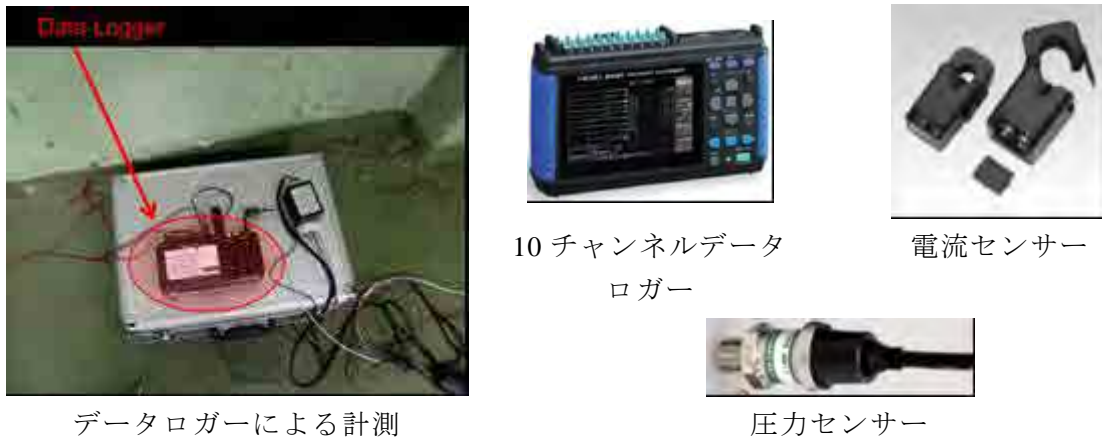 Data Logger
10 チャンネルデータ
ロガー
電流センサー
データロガーによる計測
圧力センサー